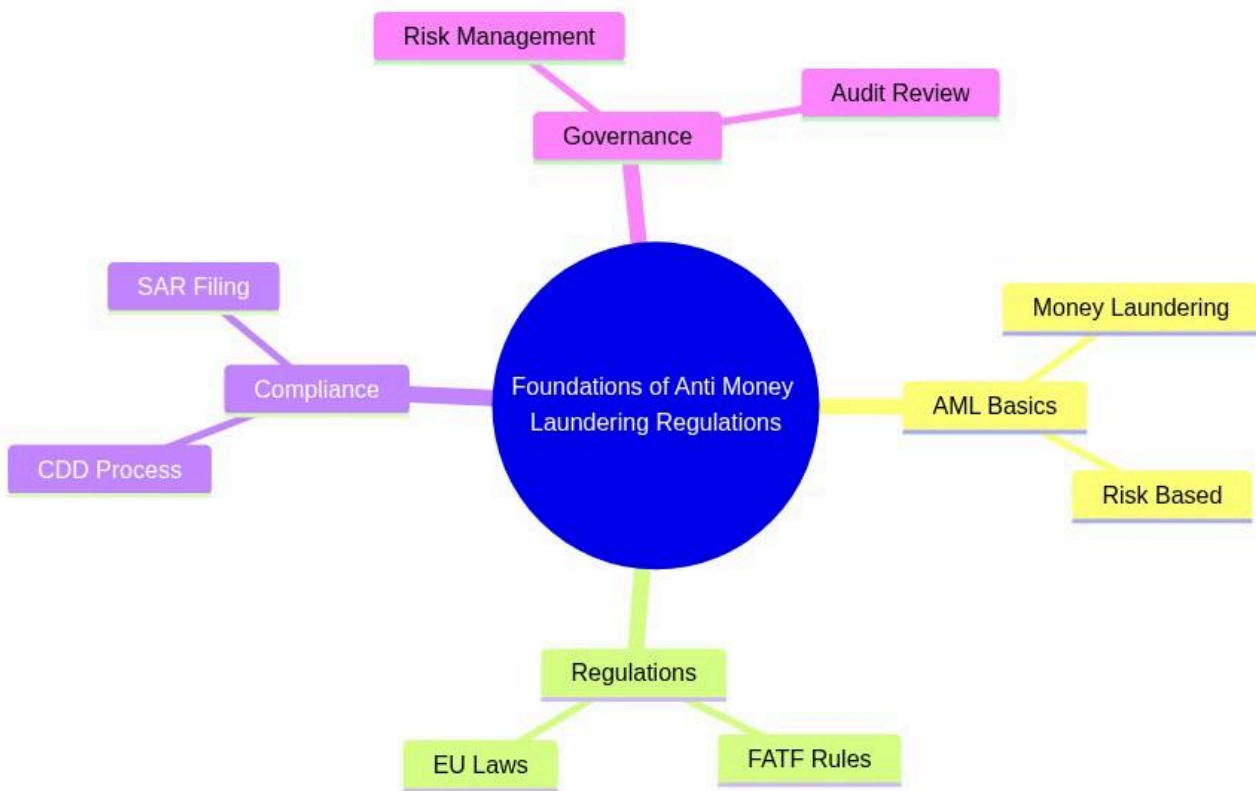 Risk Management
Audit Review
Governance
SAR Filing
Money Laundering
Compliance
Foundations of Anti Money
Laundering Regulations
AML Basics
CDD Process
Risk Based
Regulations
EU Laws
FATF Rules